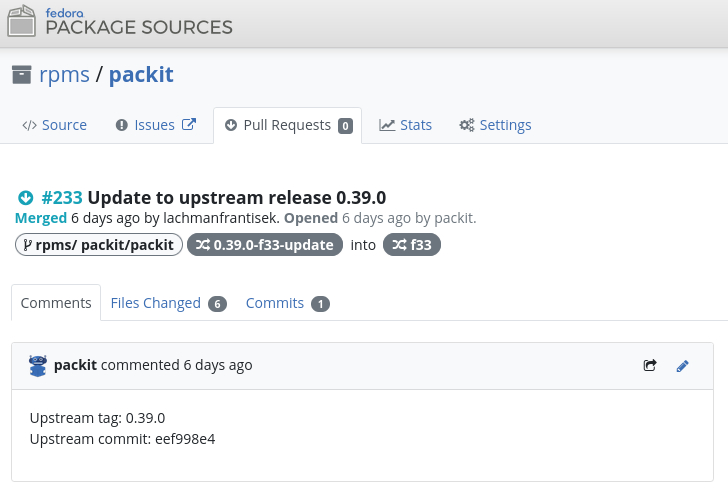 fedora
PACKAGE SOURCES
rpms / packit
Source Issues Pull Requests 0 Stats Settings
#233 Update to upstream release 0.39.0
Merged 6 days ago by lachmanfrantisek. Opened 6 days ago by packit.
rpms/ packit/packit 0.39.0-f33-update into f33
Comments Files Changed 6 Commits 1
packit commented 6 days ago
Upstream tag: 0.39.0
Upstream commit: eef998e4